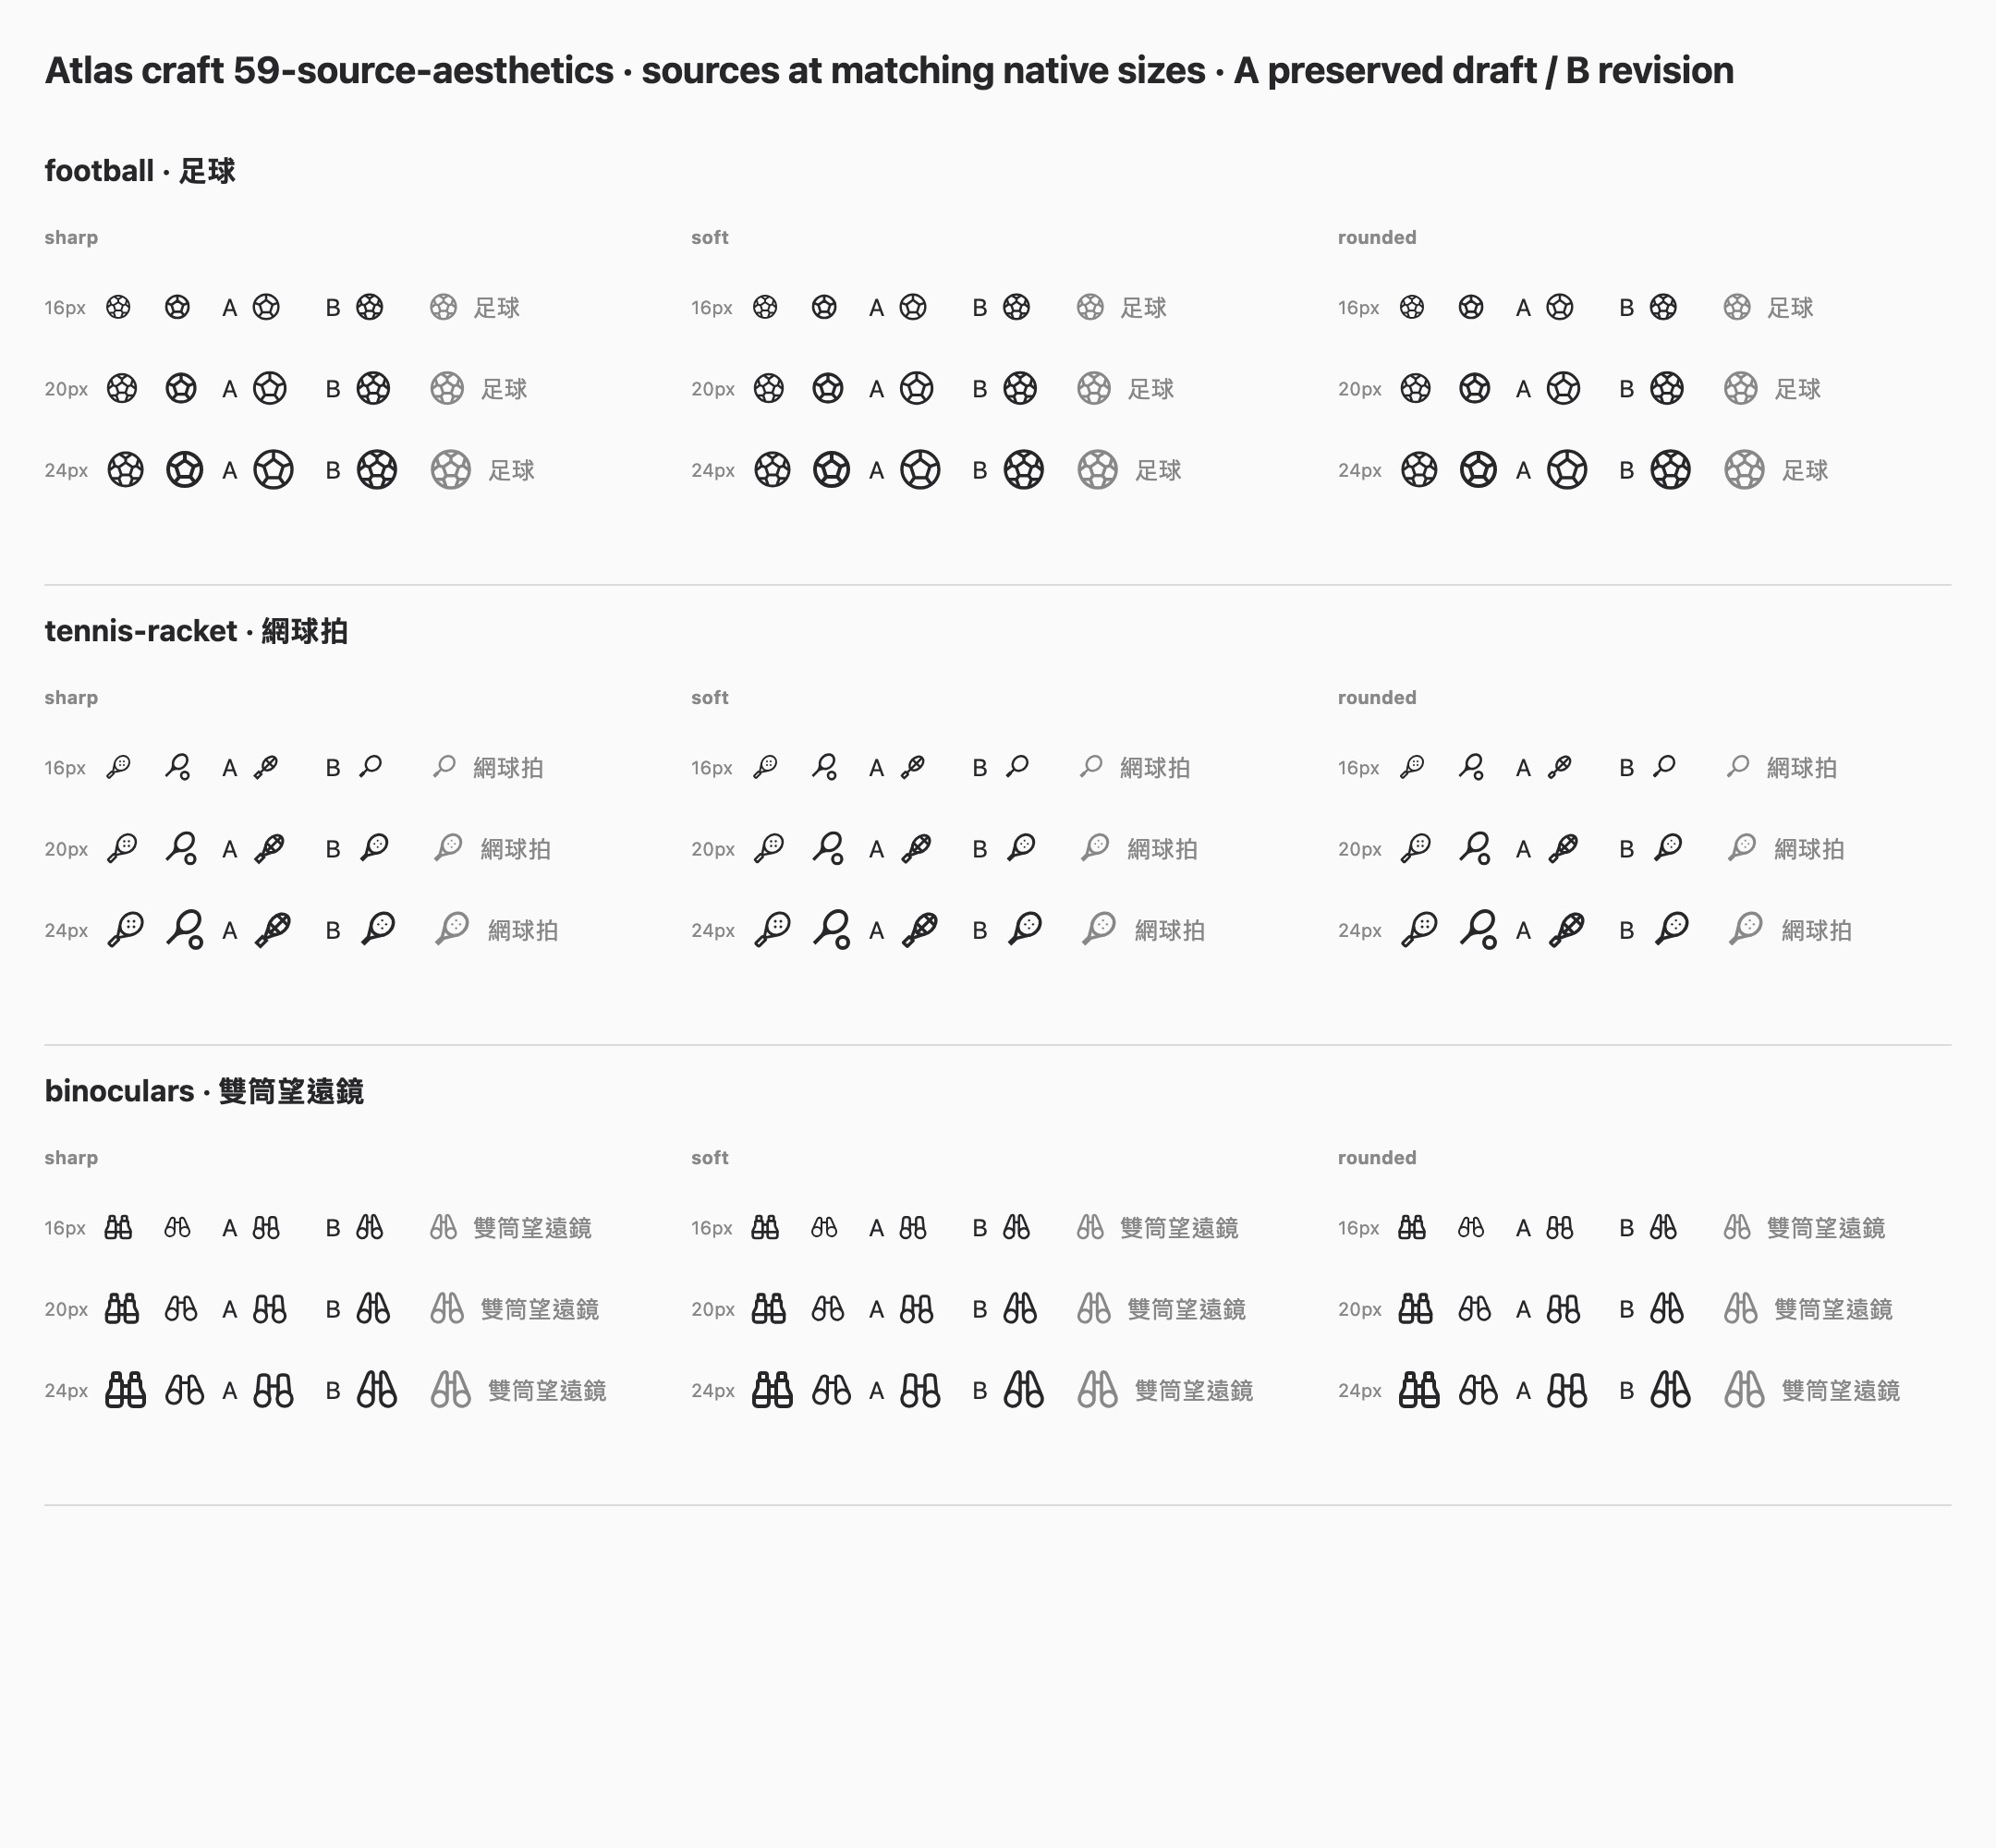 Atlas craft 59-source-aesthetics · sources at matching native sizes · A preserved draft / B revision
football · 足球
sharp soft rounded
16px A B 足球 16px A B 足球 16px A B 足球
20px A B 足球 20px A B 足球 20px A B 足球
24px A B 足球 24px A B 足球 24px A B 足球
tennis-racket · 網球拍
sharp soft rounded
16px A B 網球拍 16px A B 網球拍 16px A B 網球拍
20px A B 網球拍 20px A B 網球拍 20px A B 網球拍
24px A B 網球拍 24px A B 網球拍 24px A B 網球拍
binoculars · 雙筒望遠鏡
sharp soft rounded
16px A B 雙筒望遠鏡 16px A B 雙筒望遠鏡 16px A B 雙筒望遠鏡
20px A B 雙筒望遠鏡 20px A B 雙筒望遠鏡 20px A B 雙筒望遠鏡
24px A B 雙筒望遠鏡 24px A B 雙筒望遠鏡 24px A B 雙筒望遠鏡